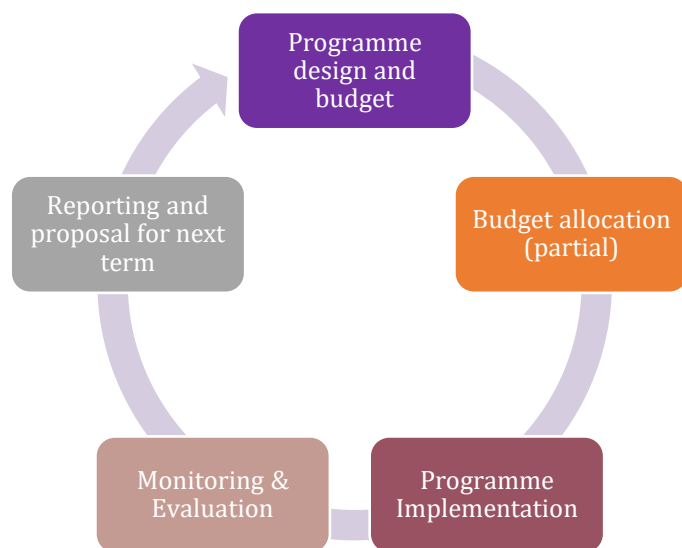 Programme
design and
budget
Budget allocation
(partial)
Programme
Implementation
Monitoring &
Evaluation
Reporting and
proposal for next
term